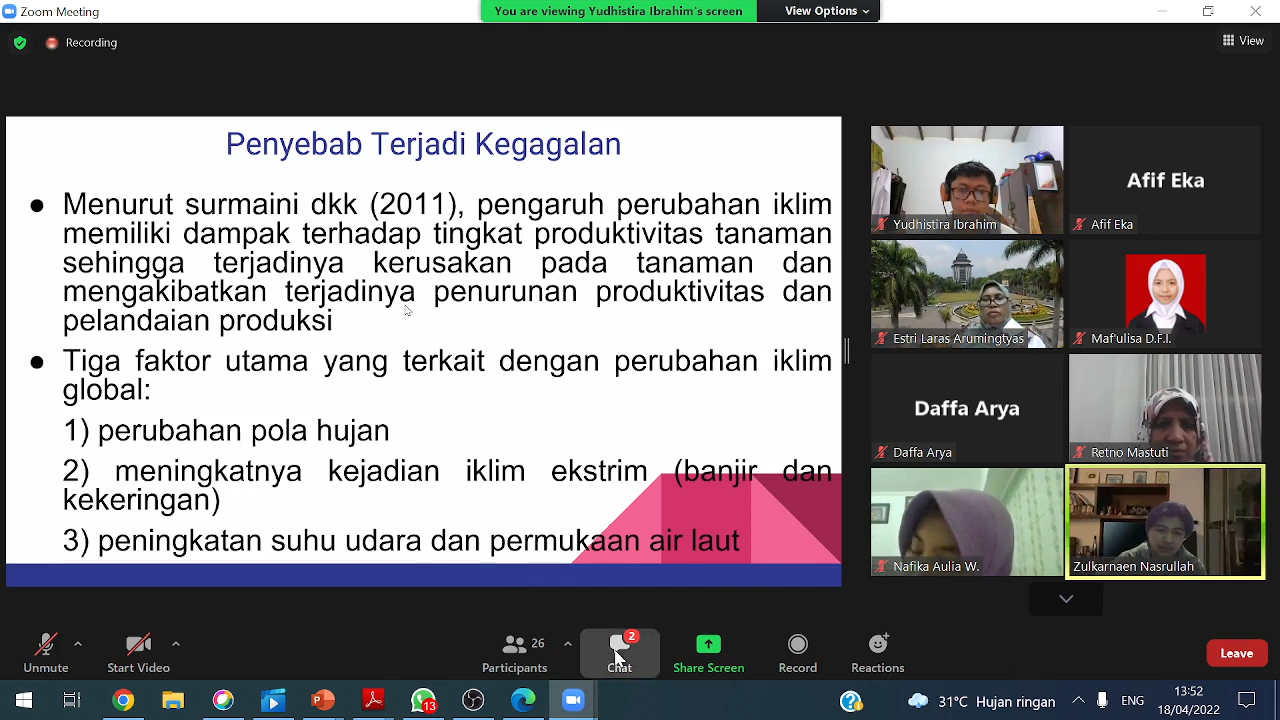 Zoom Meeting
You are viewing Yudhistira Ibrahim's screen
View Options
Recording
View
Penyebab Terjadi Kegagalan
● Menurut surmaini dkk (2011), pengaruh perubahan iklim
memiliki dampak terhadap tingkat produktivitas tanaman
sehingga terjadinya kerusakan pada tanaman dan
mengakibatkan terjadinya penurunan produktivitas dan
pelandaian produksi
● Tiga faktor utama yang terkait dengan perubahan iklim
global:
1) perubahan pola hujan
2) meningkatnya kejadian iklim ekstrim (banjir dan
kekeringan)
3) peningkatan suhu udara dan permukaan air laut
Yudhistira Ibrahim
Afif Eka
Afif Eka
Estri Laras Arumingtyas
Maf'ulisa D.F.I.
Daffa Arya
Daffa Arya
Retno Mastuti
Nafika Aulia W.
Zulkarnaen Nasrullah
Unmute
Start Video
26
Participants
2
Chat
Share Screen
Record
Reactions
Leave
13
31°C Hujan ringan
ENG
13:52
18/04/2022